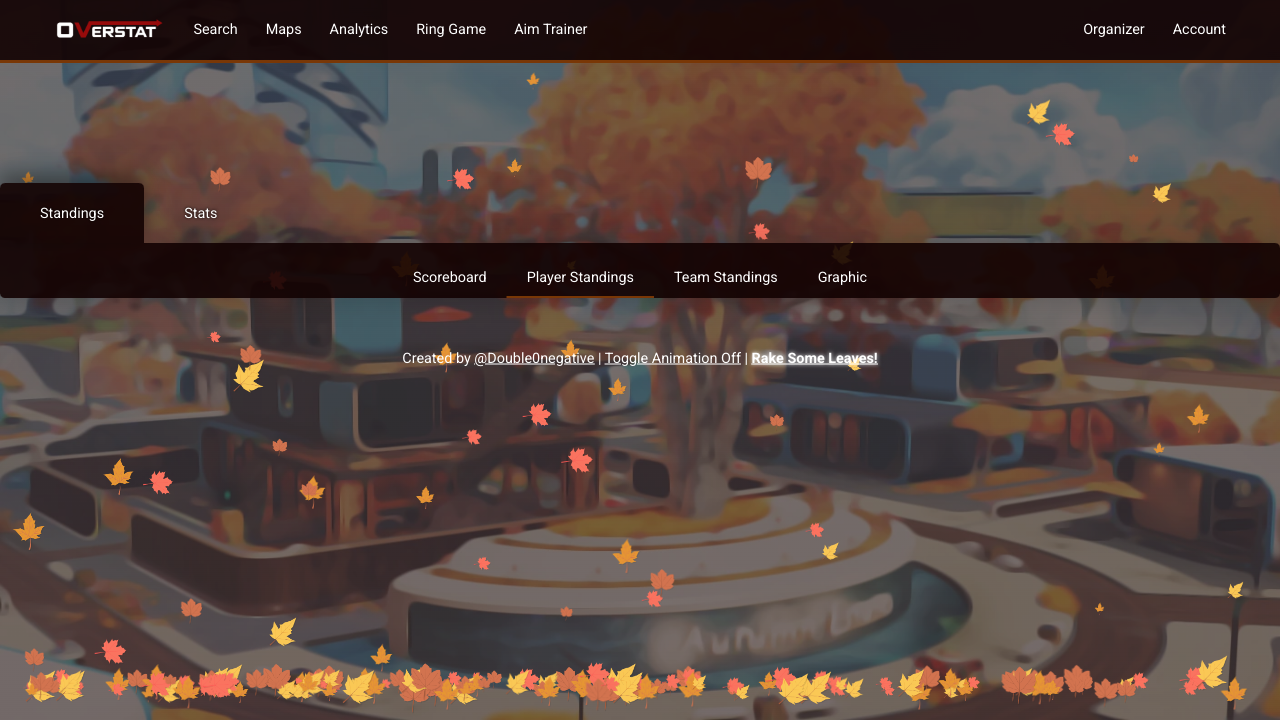 OVERSTAT Search Maps Analytics Ring Game Aim Trainer Organizer Account
Standings Stats
Scoreboard Player Standings Team Standings Graphic
Created by @Double0negative | Toggle Animation Off | Rake Some Leaves!